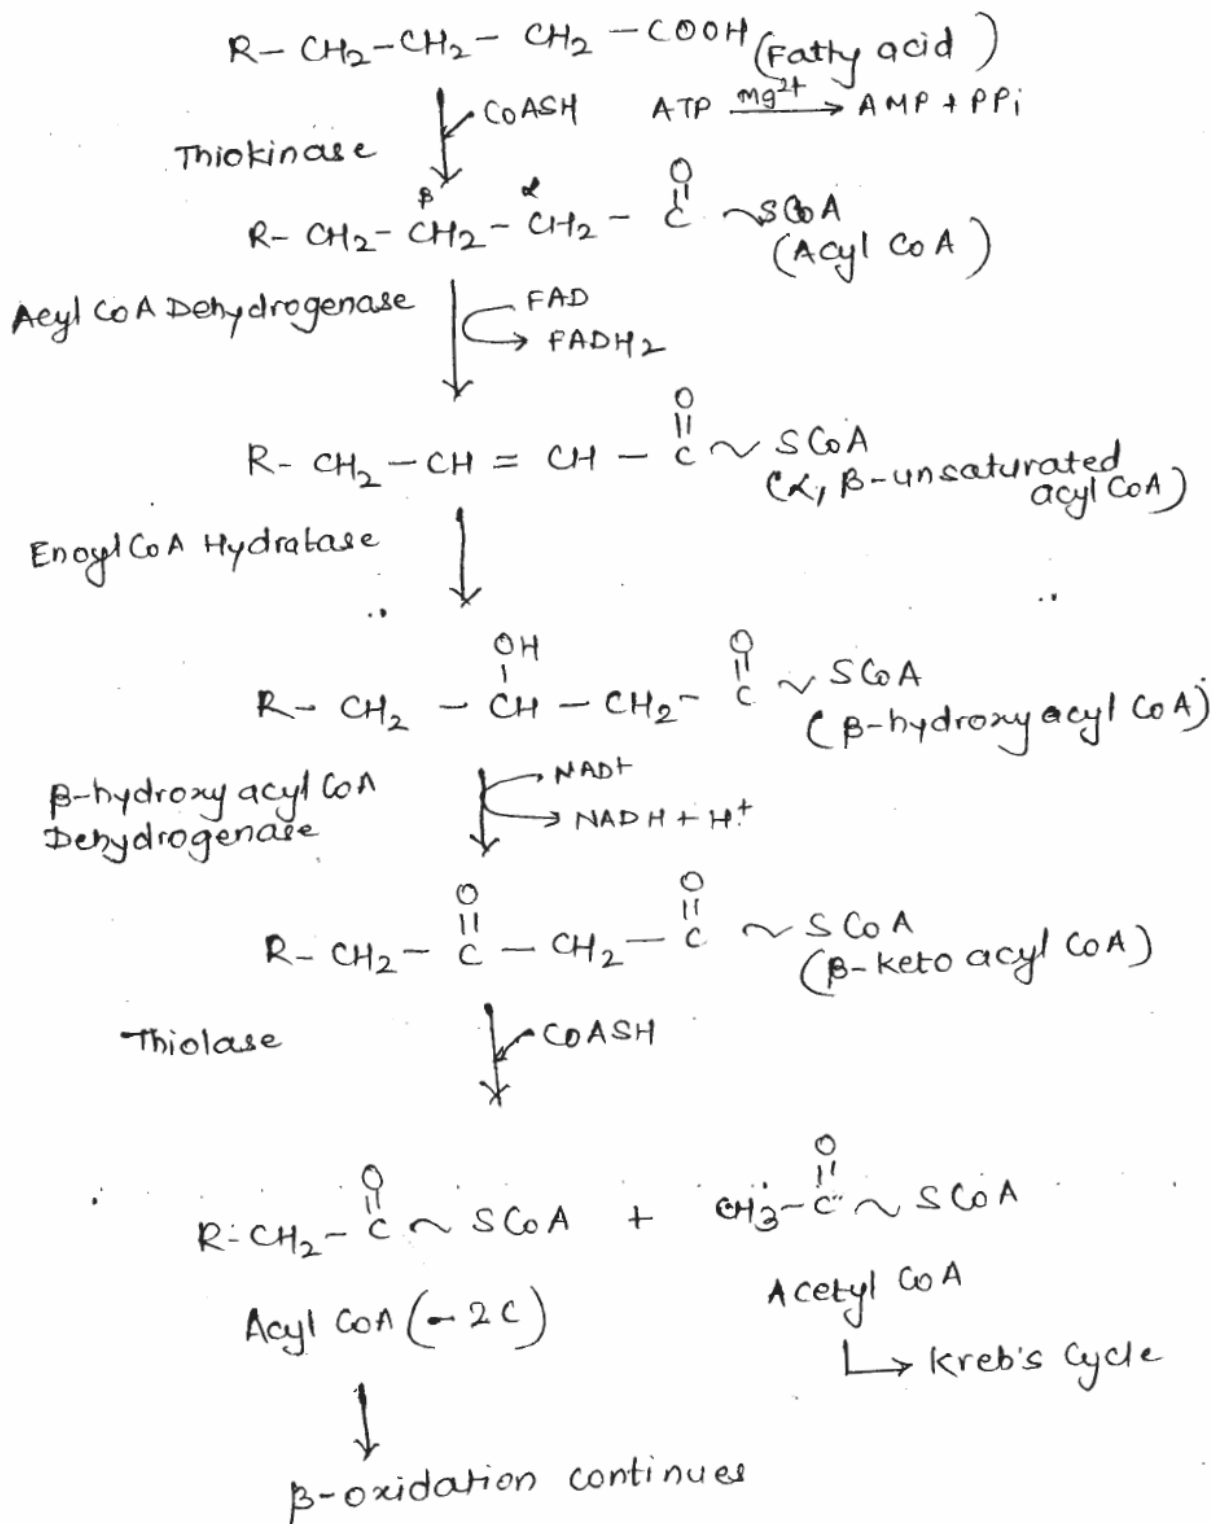 R- CH2-CH2- CH2 -COOH (Fatty acid)
CoASH ATP Mg2+ AMP + PPi
Thiokinase
β α O
R- CH2- CH2- CH2- C ~SCoA
(Acyl CoA)
Acyl CoA Dehydrogenase FAD
FADH2
O
R- CH2 - CH = CH - C ~ SCoA
(α, β-unsaturated
acyl CoA)
Enoyl CoA Hydratase
OH O
R- CH2 - CH - CH2- C ~ SCoA
(β-hydroxy acyl CoA)
β-hydroxy acyl CoA NAD+
Dehydrogenase NADH + H+
O O
R- CH2- C - CH2 - C ~ SCoA
(β-keto acyl CoA)
Thiolase CoASH
O O
R-CH2- C ~ SCoA + CH3- C ~ SCoA
Acyl CoA (-2C) Acetyl CoA
Kreb's Cycle
β-oxidation continues